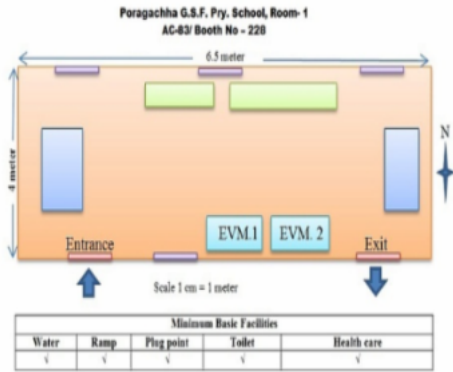 Poragachha G.S.F. Pry. School, Room- 1
AC-83/ Booth No - 228
6.5 meter
4 meter
N
EVM.1
EVM. 2
Entrance
Exit
Scale 1 cm = 1 meter
Minimum Basic Facilities
Water Ramp Plug point Toilet Health care
√ √ √ √ √